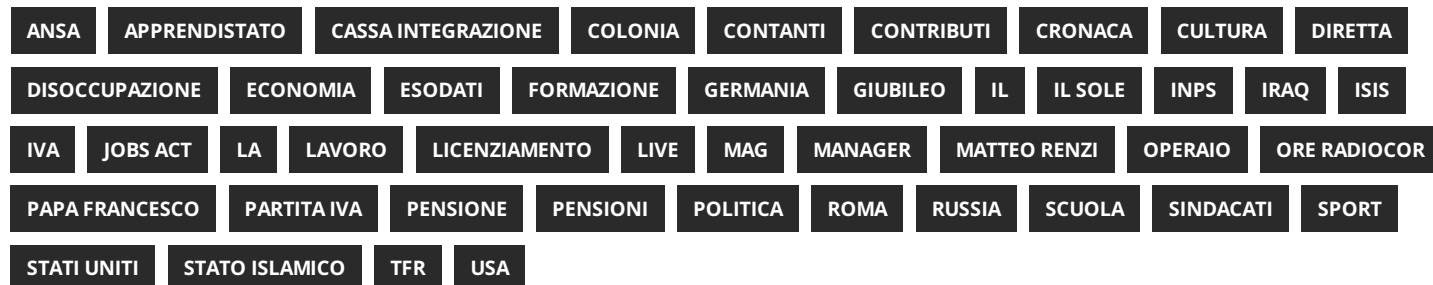 ANSA APPRENDISTATO CASSA INTEGRAZIONE COLONIA CONTANTI CONTRIBUTI CRONACA CULTURA DIRETTA
DISOCCUPAZIONE ECONOMIA ESODATI FORMAZIONE GERMANIA GIUBILEO IL IL SOLE INPS IRAQ ISIS
IVA JOBS ACT LA LAVORO LICENZIAMENTO LIVE MAG MANAGER MATTEO RENZI OPERAIO ORE RADIOCOR
PAPA FRANCESCO PARTITA IVA PENSIONE PENSIONI POLITICA ROMA RUSSIA SCUOLA SINDACATI SPORT
STATI UNITI STATO ISLAMICO TFR USA